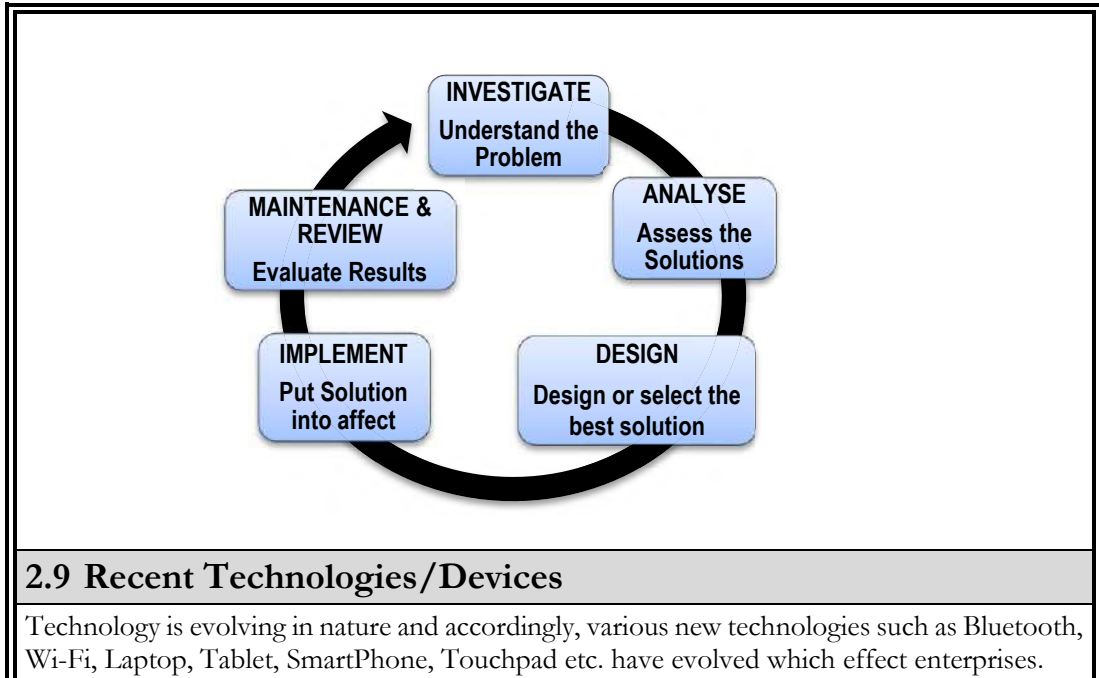 INVESTIGATE
Understand the
Problem
ANALYSE
Assess the
Solutions
DESIGN
Design or select the
best solution
IMPLEMENT
Put Solution
into affect
MAINTENANCE &
REVIEW
Evaluate Results
2.9 Recent Technologies/Devices
Technology is evolving in nature and accordingly, various new technologies such as Bluetooth,
Wi-Fi, Laptop, Tablet, SmartPhone, Touchpad etc. have evolved which effect enterprises.